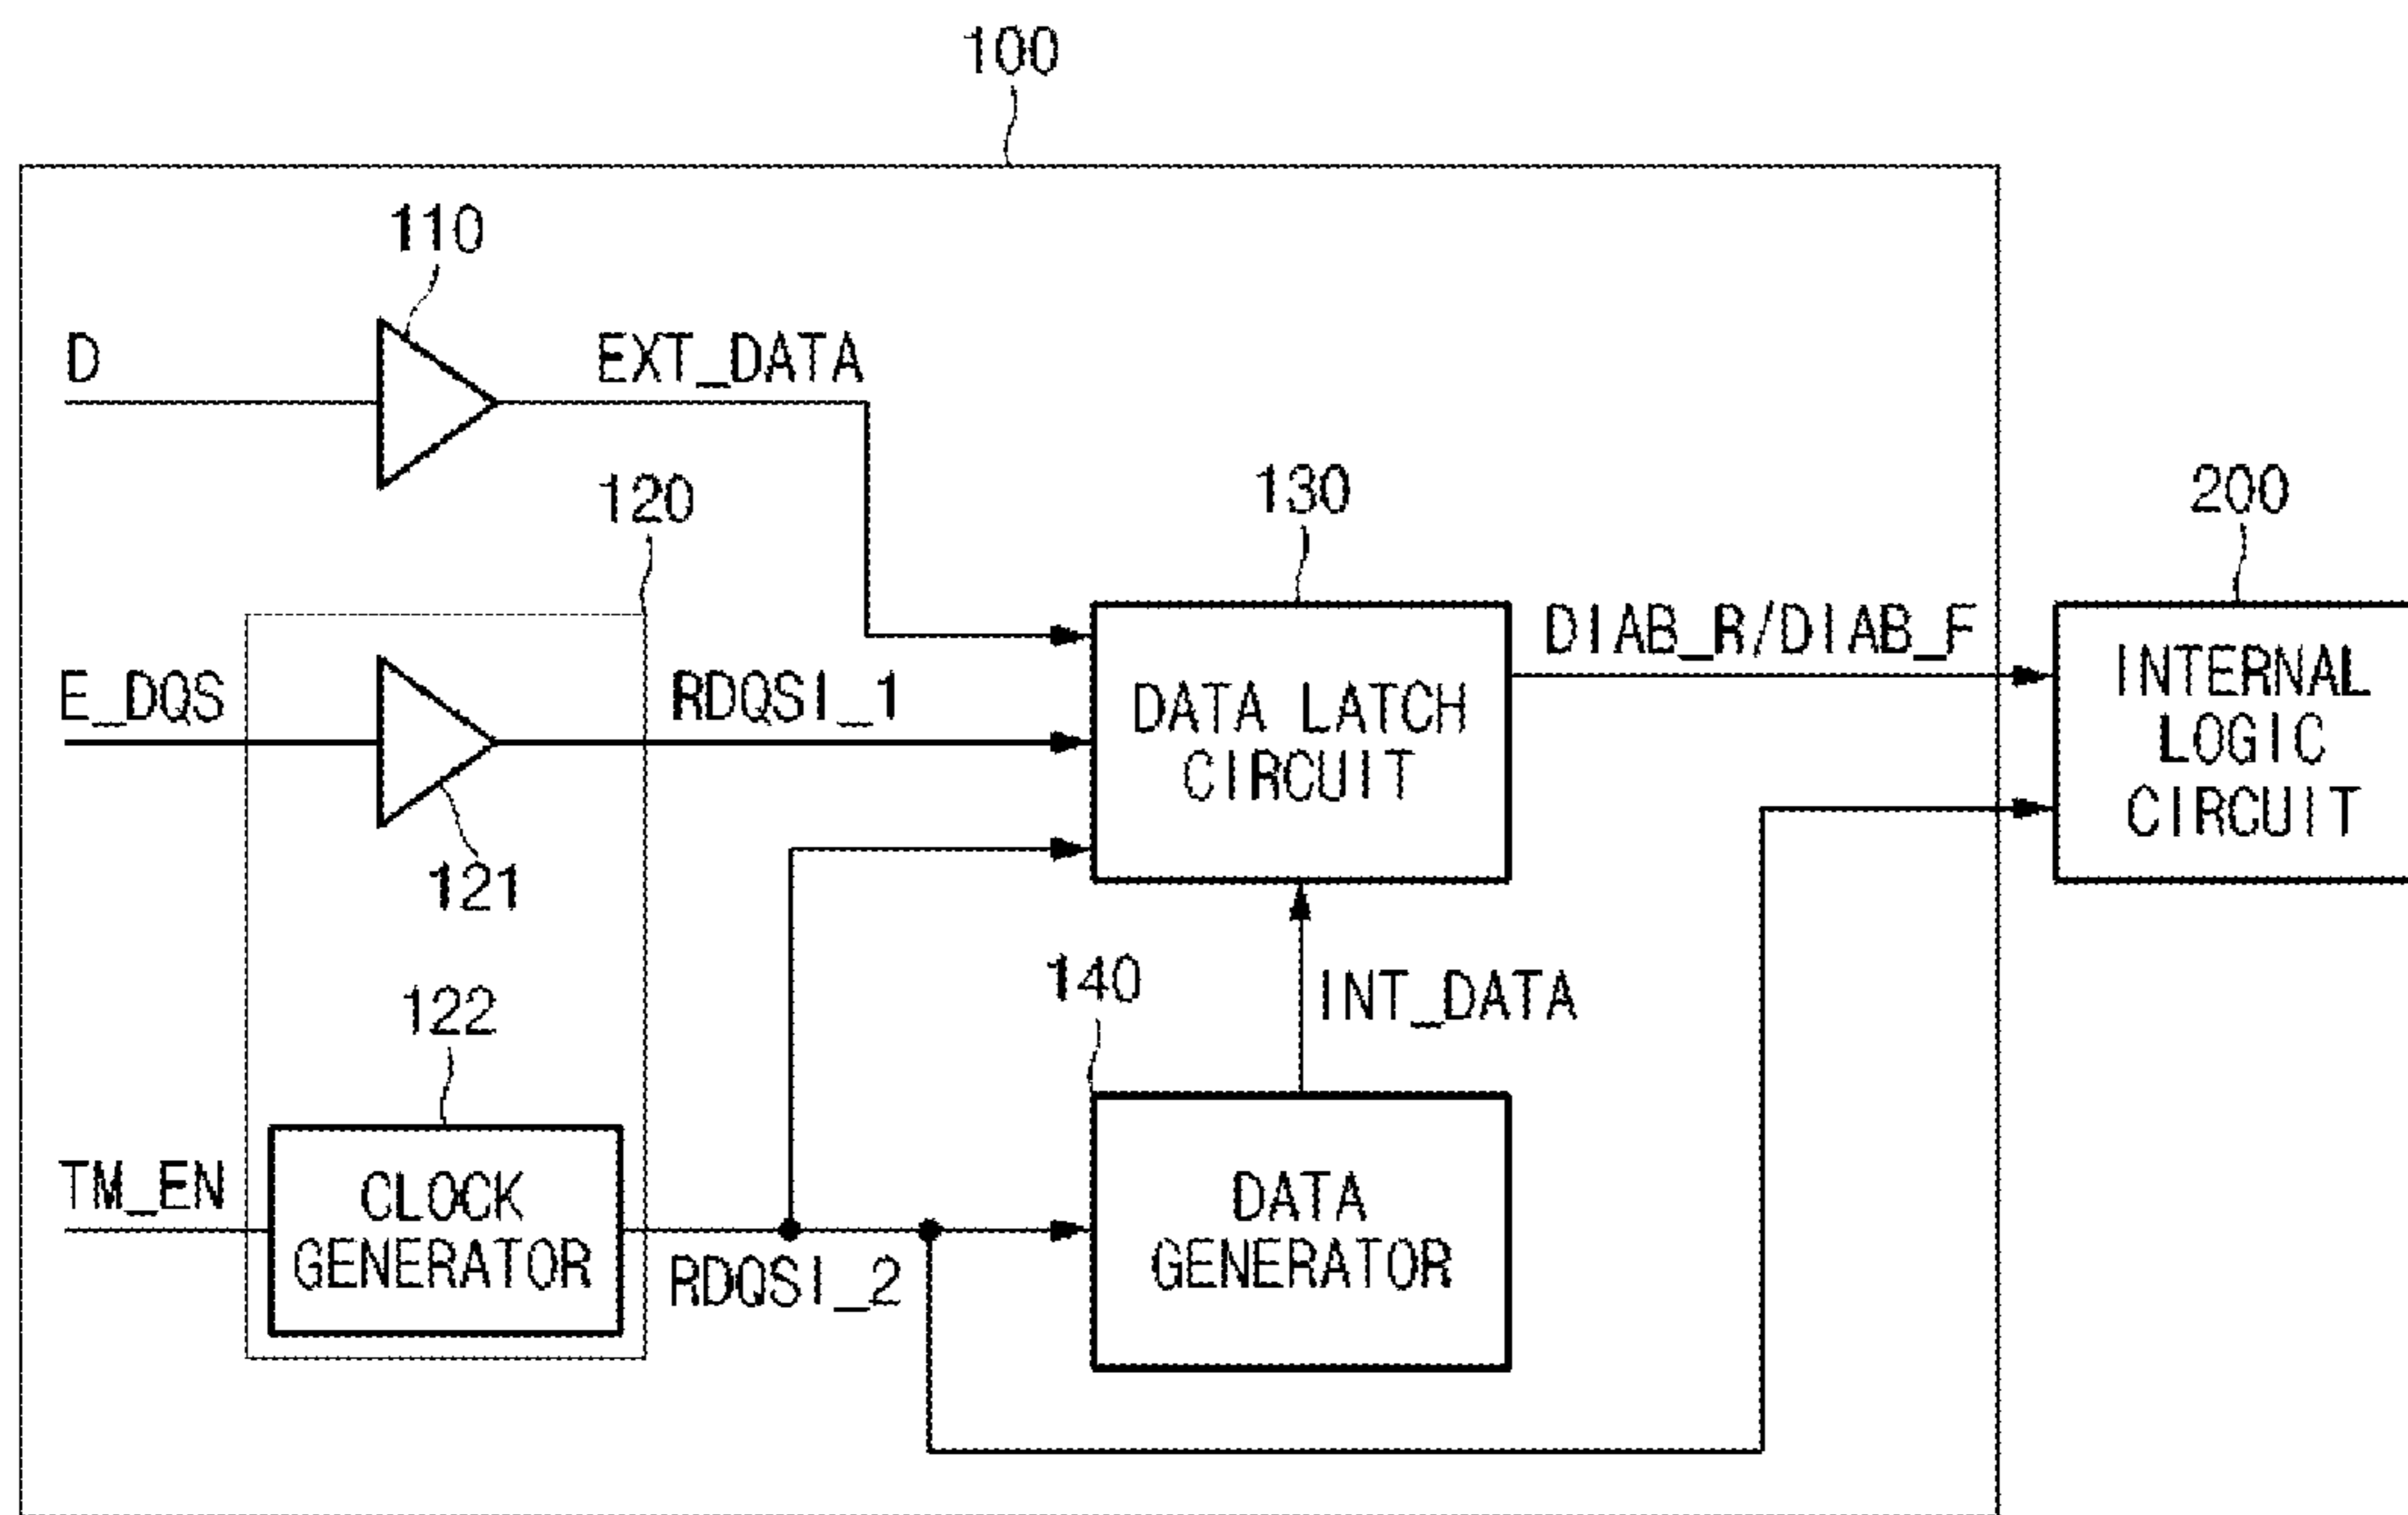 100
110
D
EXT_DATA
120
130
200
E_DQS
RDQSI_1
DATA LATCH
CIRCUIT
DIAB_R/DIAB_F
INTERNAL
LOGIC
CIRCUIT
121
122
140
INT_DATA
TM_EN
CLOCK
GENERATOR
RDQSI_2
DATA
GENERATOR